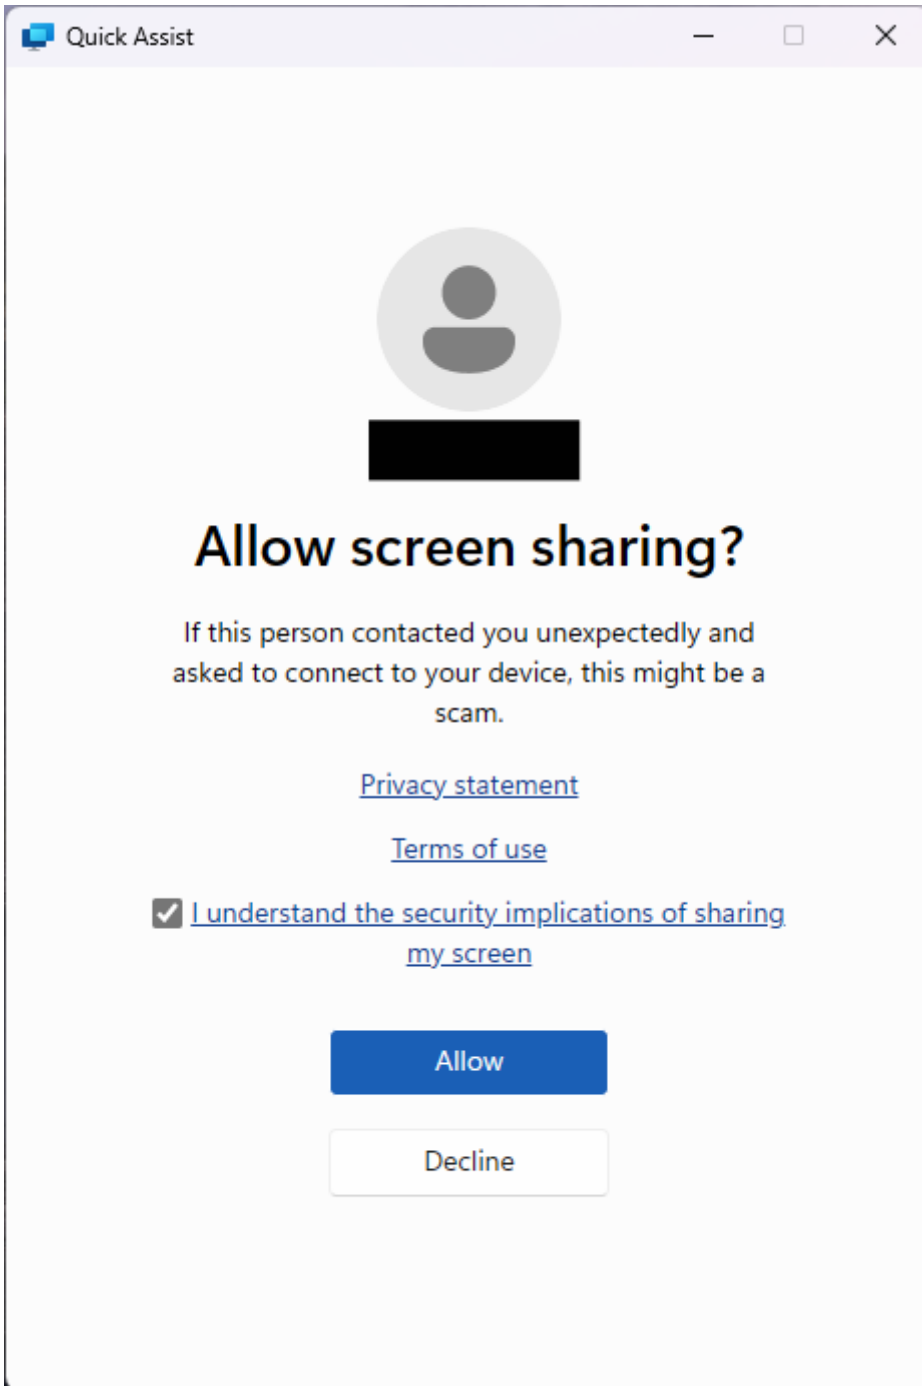 Quick Assist
Allow screen sharing?
If this person contacted you unexpectedly and
asked to connect to your device, this might be a
scam.
Privacy statement
Terms of use
I understand the security implications of sharing
my screen
Allow
Decline